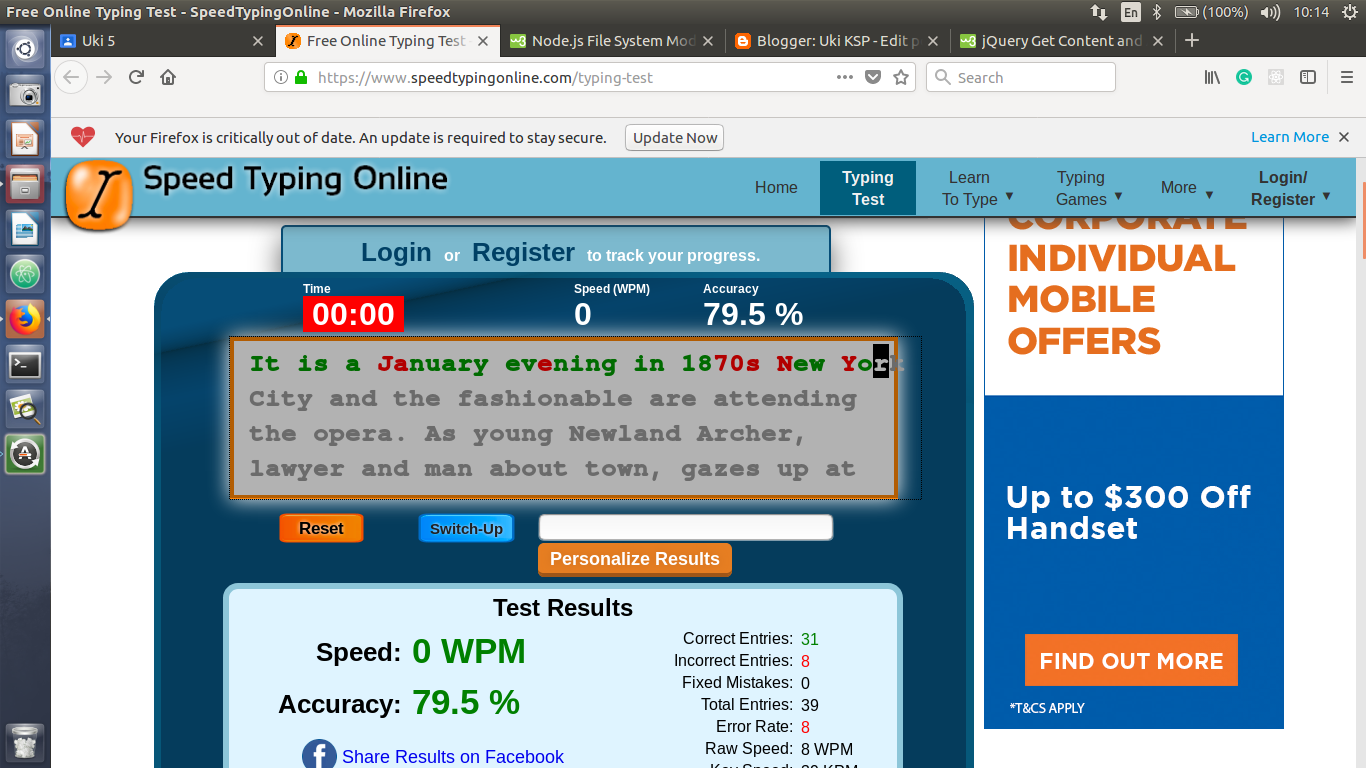 Free Online Typing Test - SpeedTypingOnline - Mozilla Firefox
En (100%) 10:14
Uki 5 Free Online Typing Test Node.js File System Mod Blogger: Uki KSP - Edit p jQuery Get Content and
https://www.speedtypingonline.com/typing-test Search
Your Firefox is critically out of date. An update is required to stay secure. Update Now Learn More
Speed Typing Online
Home Typing Test Learn To Type Typing Games More Login/ Register
Login or Register to track your progress.
Time Speed (WPM) Accuracy
00:00 0 79.5 %
It is a January evening in 1870s New York
City and the fashionable are attending
the opera. As young Newland Archer,
lawyer and man about town, gazes up at
Reset Switch-Up
Personalize Results
Test Results
Speed: 0 WPM
Accuracy: 79.5 %
Share Results on Facebook
Correct Entries: 31
Incorrect Entries: 8
Fixed Mistakes: 0
Total Entries: 39
Error Rate: 8
Raw Speed: 8 WPM
CORPORATE
INDIVIDUAL
MOBILE
OFFERS
Up to $300 Off
Handset
FIND OUT MORE
*T&CS APPLY